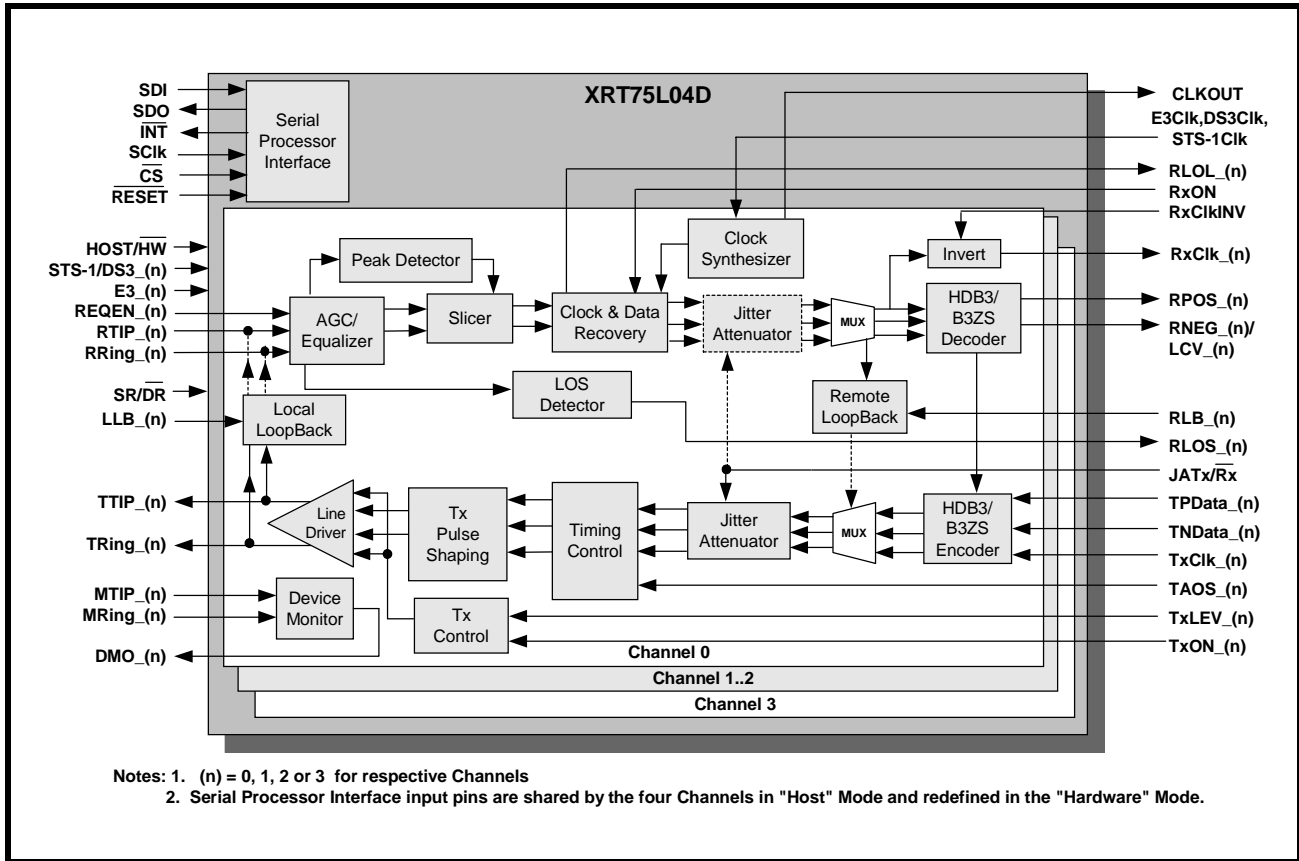 XRT75L04D
SDI
SDO
INT
SClk
CS
RESET
Serial
Processor
Interface
CLKOUT
E3Clk,DS3Clk,
STS-1Clk
RLOL_(n)
RxON
RxClkINV
RxClk_(n)
RPOS_(n)
RNEG_(n)/
LCV_(n)
HOST/HW
STS-1/DS3_(n)
E3_(n)
REQEN_(n)
RTIP_(n)
RRing_(n)
SR/DR
LLB_(n)
Peak Detector
AGC/
Equalizer
Slicer
Clock & Data
Recovery
Clock
Synthesizer
Jitter
Attenuator
MUX
Invert
HDB3/
B3ZS
Decoder
LOS
Detector
Remote
LoopBack
Local
LoopBack
RLB_(n)
RLOS_(n)
JATx/Rx
TPData_(n)
TNData_(n)
TxClk_(n)
TAOS_(n)
TxLEV_(n)
TxON_(n)
TTIP_(n)
TRing_(n)
MTIP_(n)
MRing_(n)
DMO_(n)
Line
Driver
Tx
Pulse
Shaping
Timing
Control
Jitter
Attenuator
MUX
HDB3/
B3ZS
Encoder
Device
Monitor
Tx
Control
Channel 0
Channel 1..2
Channel 3
Notes: 1. (n) = 0, 1, 2 or 3 for respective Channels
2. Serial Processor Interface input pins are shared by the four Channels in "Host" Mode and redefined in the "Hardware" Mode.